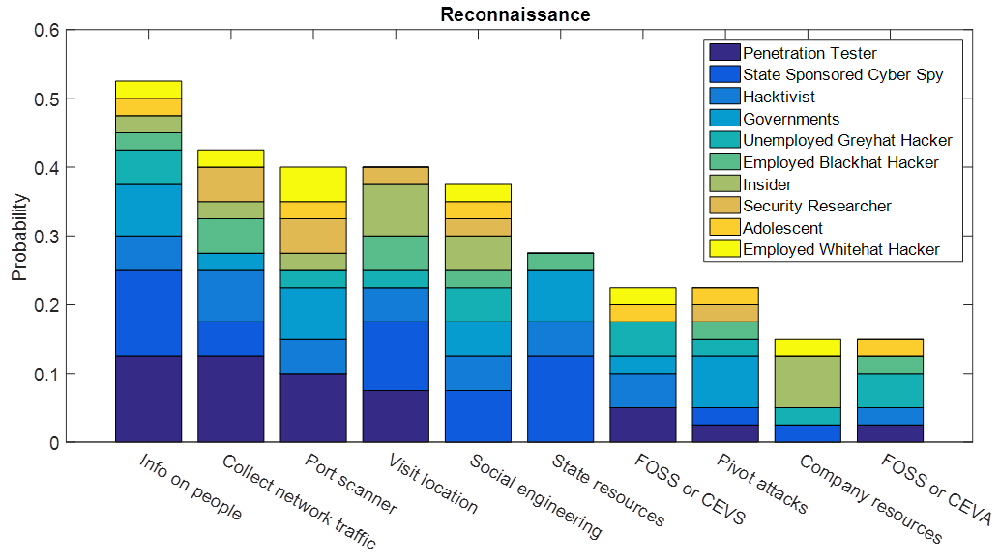 Reconnaissance
0.6
0.5
0.4
0.3
0.2
0.1
0
Probability
Penetration Tester
State Sponsored Cyber Spy
Hacktivist
Governments
Unemployed Greyhat Hacker
Employed Blackhat Hacker
Insider
Security Researcher
Adolescent
Employed Whitehat Hacker
Info on people
Collect network traffic
Port scanner
Visit location
Social engineering
State resources
FOSS or CEVS
Pivot attacks
Company resources
FOSS or CEVA